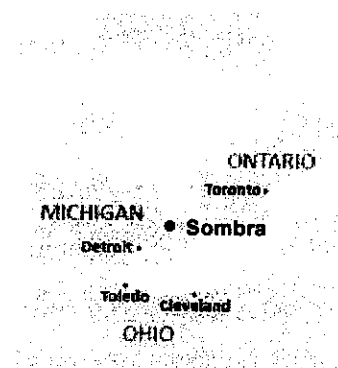 ONTARIO
Toronto
MICHIGAN
Sombra
Detroit
Toledo
Cleveland
OHIO